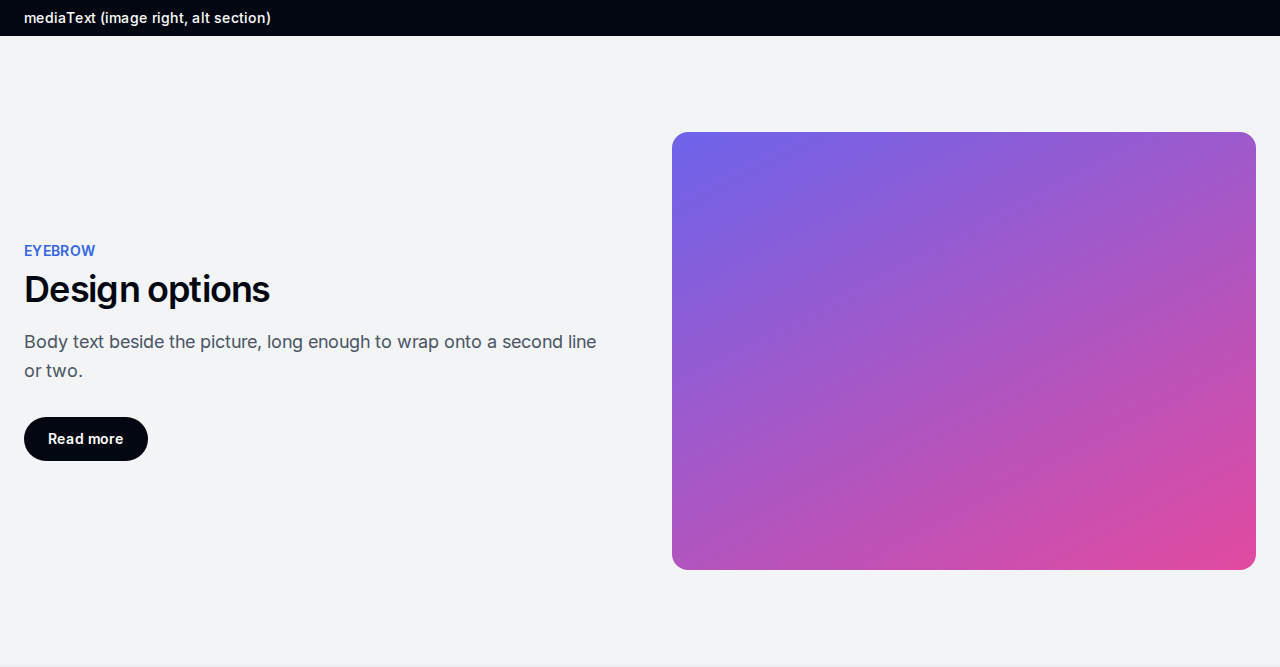 mediaText (image right, alt section)
EYEBROW
Design options
Body text beside the picture, long enough to wrap onto a second line
or two.
Read more